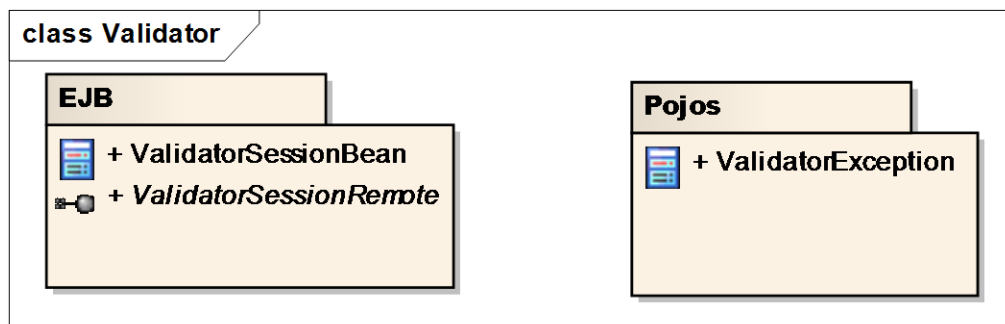 class Validator
EJB
+ ValidatorSessionBean
+ ValidatorSessionRemote
Pojos
+ ValidatorException